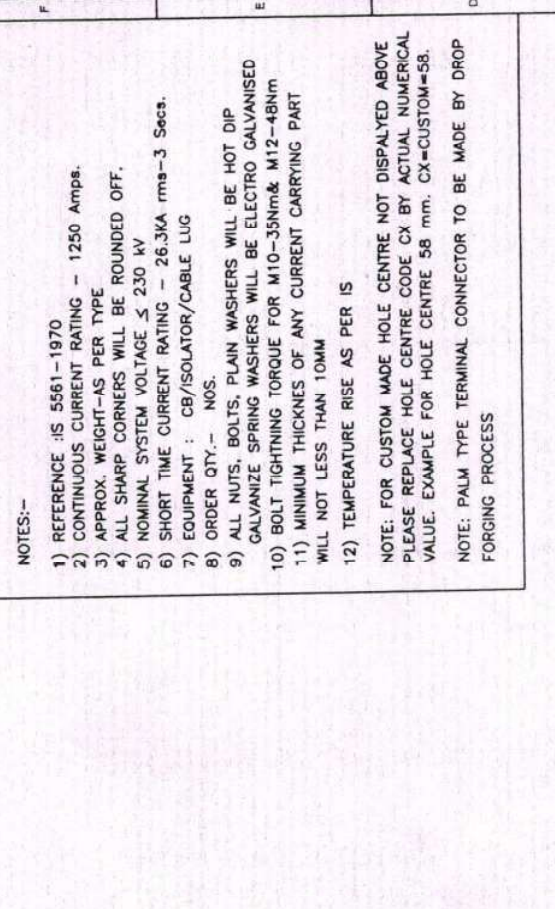 F
E
D
NOTES:-
1) REFERENCE :IS 5561-1970
2) CONTINUOUS CURRENT RATING - 1250 Amps.
3) APPROX. WEIGHT-AS PER TYPE
4) ALL SHARP CORNERS WILL BE ROUNDED OFF.
5) NOMINAL SYSTEM VOLTAGE ≤ 230 kV
6) SHORT TIME CURRENT RATING - 26.3KA rms-3 Secs.
7) EQUIPMENT : CB/ISOLATOR/CABLE LUG
8) ORDER QTY.- NOS.
9) ALL NUTS, BOLTS, PLAIN WASHERS WILL BE HOT DIP
GALVANIZE SPRING WASHERS WILL BE ELECTRO GALVANISED
10) BOLT TIGHTNING TORQUE FOR M10-35Nm& M12-48Nm
11) MINIMUM THICKNES OF ANY CURRENT CARRYING PART
WILL NOT LESS THAN 10MM
12) TEMPERATURE RISE AS PER IS
NOTE: FOR CUSTOM MADE HOLE CENTRE NOT DISPALYED ABOVE
PLEASE REPLACE HOLE CENTRE CODE CX BY ACTUAL NUMERICAL
VALUE. EXAMPLE FOR HOLE CENTRE 58 mm. CX=CUSTOM=58.
NOTE: PALM TYPE TERMINAL CONNECTOR TO BE MADE BY DROP
FORGING PROCESS